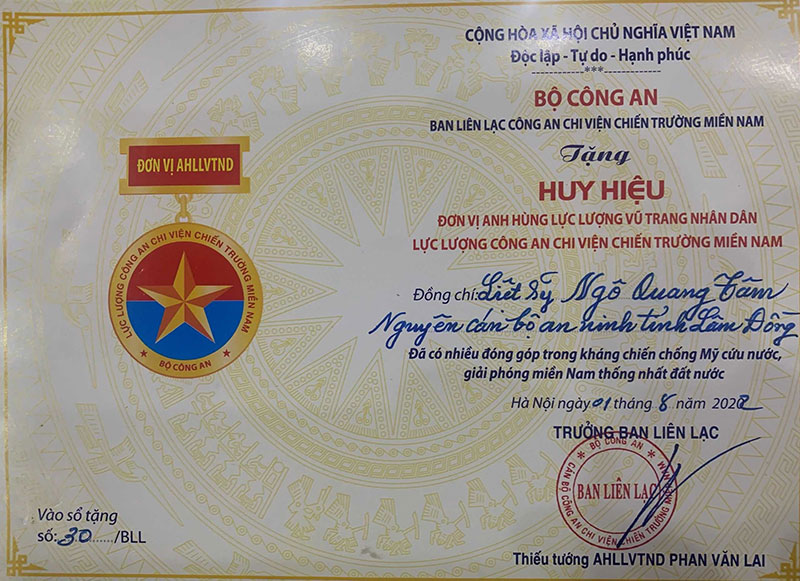 CỘNG HÒA XÃ HỘI CHỦ NGHĨA VIỆT NAM
Độc lập - Tự do - Hạnh phúc
------------***------------
BỘ CÔNG AN
BAN LIÊN LẠC CÔNG AN CHI VIỆN CHIẾN TRƯỜNG MIỀN NAM
Tặng
HUY HIỆU
ĐƠN VỊ ANH HÙNG LỰC LƯỢNG VŨ TRANG NHÂN DÂN
LỰC LƯỢNG CÔNG AN CHI VIỆN CHIẾN TRƯỜNG MIỀN NAM
ĐƠN VỊ AHLLVTND
LỰC LƯỢNG CÔNG AN CHI VIỆN CHIẾN TRƯỜNG MIỀN NAM
BỘ CÔNG AN
Đồng chí: Liệt sỹ Ngô Quang Tâm
Nguyên cán bộ an ninh tỉnh Lâm Đồng
Đã có nhiều đóng góp trong kháng chiến chống Mỹ cứu nước,
giải phóng miền Nam thống nhất đất nước
Hà Nội ngày 01 tháng 8 năm 2022
TRƯỞNG BAN LIÊN LẠC
BỘ CÔNG AN
BAN LIÊN LẠC
CÁN BỘ CÔNG AN CHI VIỆN CHIẾN TRƯỜNG MIỀN NAM
Thiếu tướng AHLLVTND PHAN VĂN LAI
Vào sổ tặng
số: 30 ....../BLL